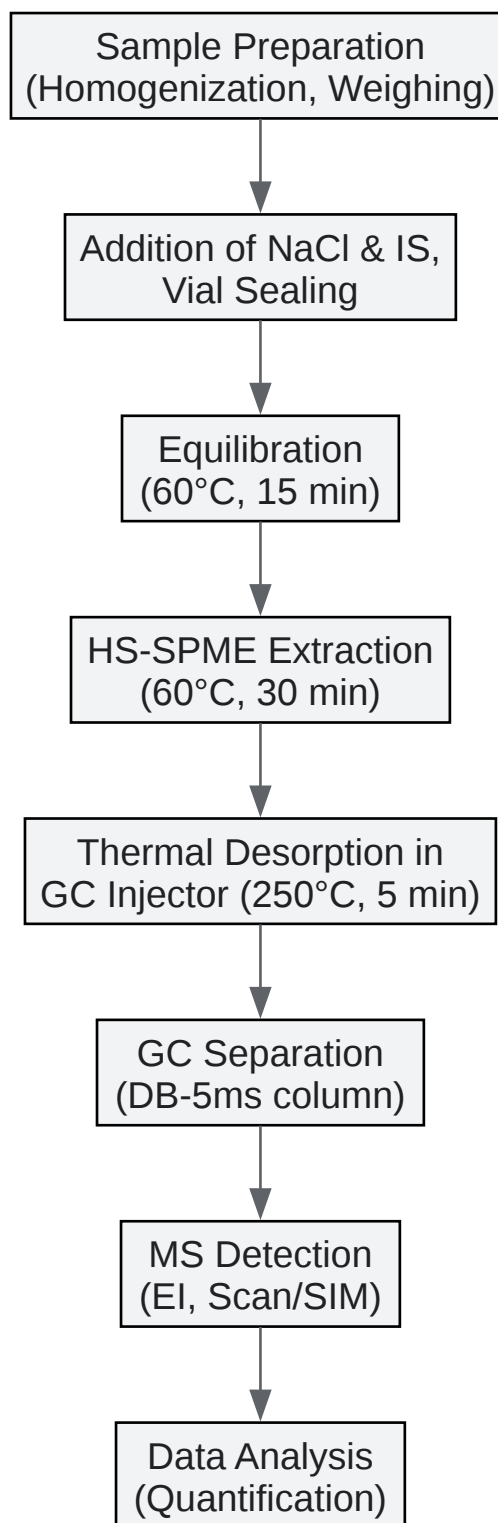 Sample Preparation
(Homogenization, Weighing)
Addition of NaCl & IS,
Vial Sealing
Equilibration
(60°C, 15 min)
HS-SPME Extraction
(60°C, 30 min)
Thermal Desorption in
GC Injector (250°C, 5 min)
GC Separation
(DB-5ms column)
MS Detection
(EI, Scan/SIM)
Data Analysis
(Quantification)